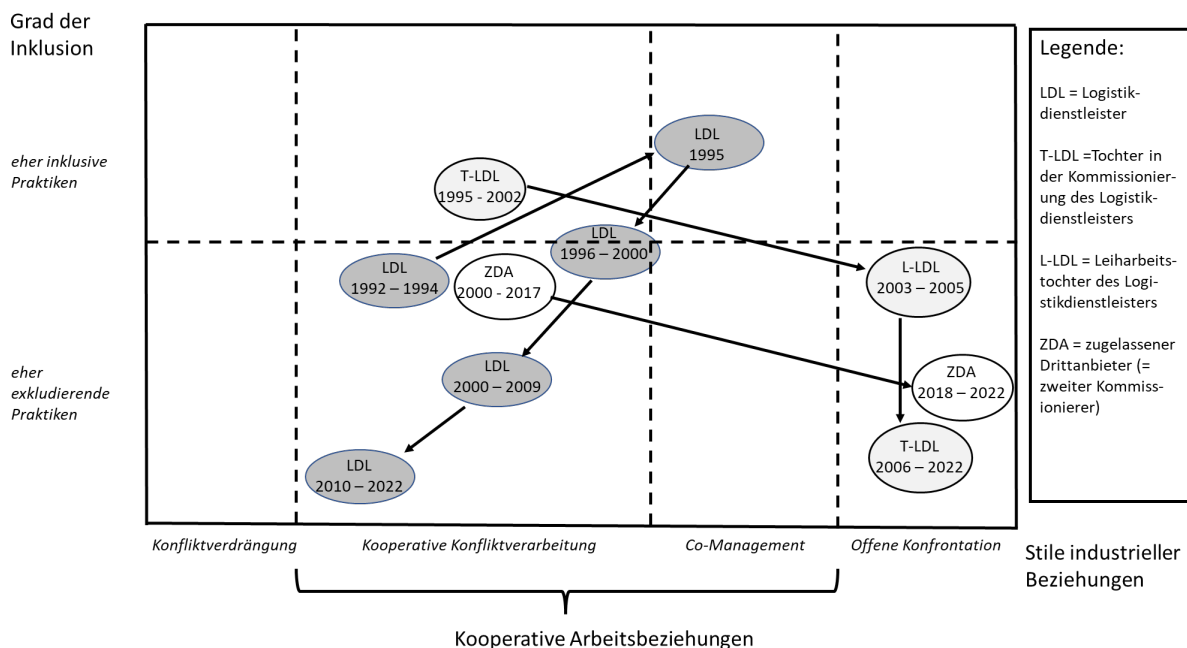 Grad der
Inklusion
eher inklusive
Praktiken
eher
exkludierende
Praktiken
LDL
1995
T-LDL
1995 - 2002
LDL
1996 – 2000
LDL
1992 – 1994
ZDA
2000 - 2017
L-LDL
2003 – 2005
LDL
2000 – 2009
ZDA
2018 – 2022
T-LDL
2006 - 2022
LDL
2010 – 2022
Konfliktverdrängung
Kooperative Konfliktverarbeitung
Co-Management
Offene Konfrontation
Stile industrieller
Beziehungen
Kooperative Arbeitsbeziehungen
Legende:
LDL = Logistik-
dienstleister
T-LDL =Tochter in
der Kommissionier-
ung des Logistik-
dienstleisters
L-LDL = Leiharbeits-
tochter des Logi-
stikdienstleisters
ZDA = zugelassener
Drittanbieter (=
zweiter Kommiss-
ionierer)